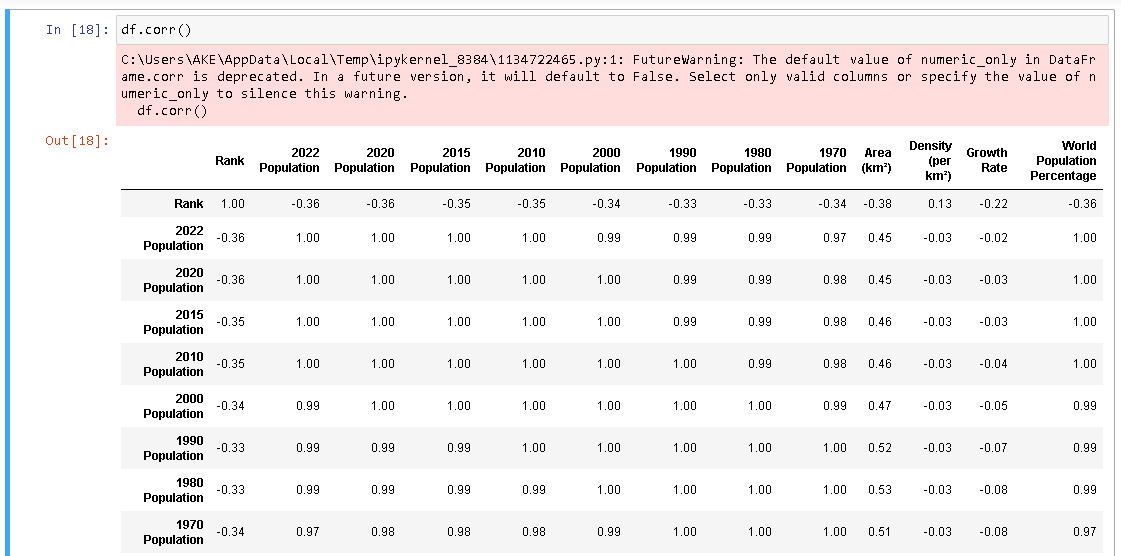 In [18]: df.corr()
C:\Users\AKE\AppData\Local\Temp\ipykernel_8384\1134722465.py:1: FutureWarning: The default value of numeric_only in DataFr
ame.corr is deprecated. In a future version, it will default to False. Select only valid columns or specify the value of n
umeric_only to silence this warning.
df.corr()
Out[18]:
Rank 2022 Population 2020 Population 2015 Population 2010 Population 2000 Population 1990 Population 1980 Population 1970 Population Area (km²) Density (per km²) Growth Rate World Population Percentage
Rank 1.00 -0.36 -0.36 -0.35 -0.35 -0.34 -0.33 -0.33 -0.34 -0.38 0.13 -0.22 -0.36
2022 Population -0.36 1.00 1.00 1.00 1.00 0.99 0.99 0.99 0.97 0.45 -0.03 -0.02 1.00
2020 Population -0.36 1.00 1.00 1.00 1.00 1.00 0.99 0.99 0.98 0.45 -0.03 -0.03 1.00
2015 Population -0.35 1.00 1.00 1.00 1.00 1.00 0.99 0.99 0.98 0.46 -0.03 -0.03 1.00
2010 Population -0.35 1.00 1.00 1.00 1.00 1.00 1.00 0.99 0.98 0.46 -0.03 -0.04 1.00
2000 Population -0.34 0.99 1.00 1.00 1.00 1.00 1.00 1.00 0.99 0.47 -0.03 -0.05 0.99
1990 Population -0.33 0.99 0.99 0.99 1.00 1.00 1.00 1.00 1.00 0.52 -0.03 -0.07 0.99
1980 Population -0.33 0.99 0.99 0.99 0.99 1.00 1.00 1.00 1.00 0.53 -0.03 -0.08 0.99
1970 Population -0.34 0.97 0.98 0.98 0.98 0.99 1.00 1.00 1.00 0.51 -0.03 -0.08 0.97